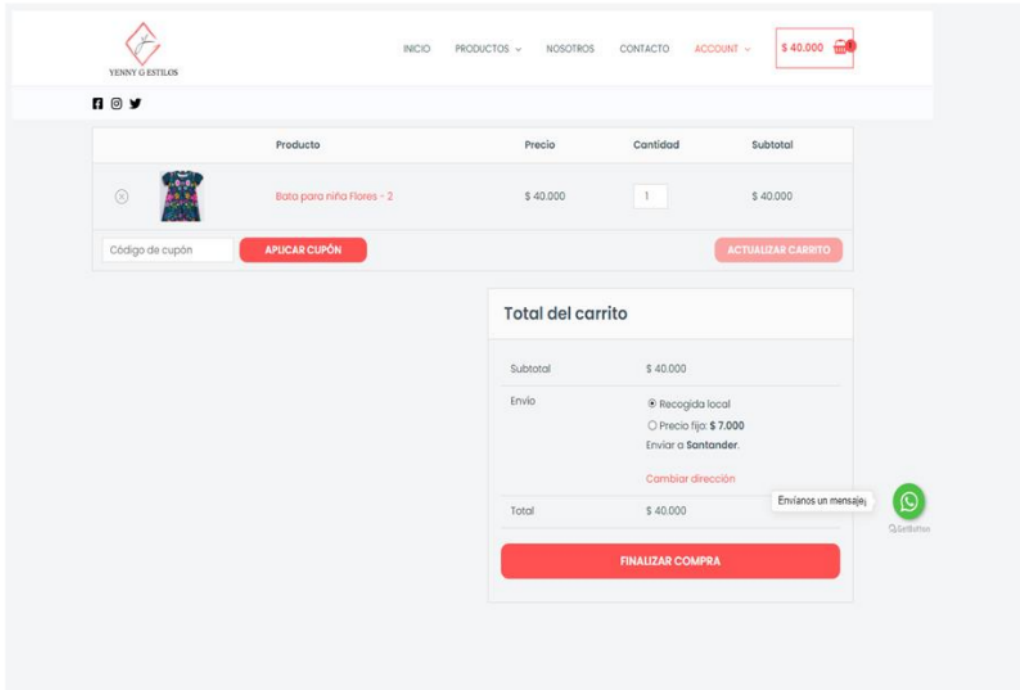 YENNY G ESTILOS
INICIO PRODUCTOS NOSOTROS CONTACTO ACCOUNT $ 40.000 1
Producto Precio Cantidad Subtotal
Bata para niña Flores - 2 $ 40.000 1 $ 40.000
Código de cupón APLICAR CUPÓN ACTUALIZAR CARRITO
Total del carrito
Subtotal $ 40.000
Envío Recogida local
Precio fijo: $ 7.000
Enviar a Santander.
Cambiar dirección
Envíanos un mensaje¡
Total $ 40.000
GetButton
FINALIZAR COMPRA